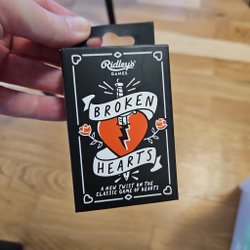 Ridley's
GAMES
BROKEN
HEARTS
A NEW TWIST ON THE
CLASSIC GAME OF HEARTS